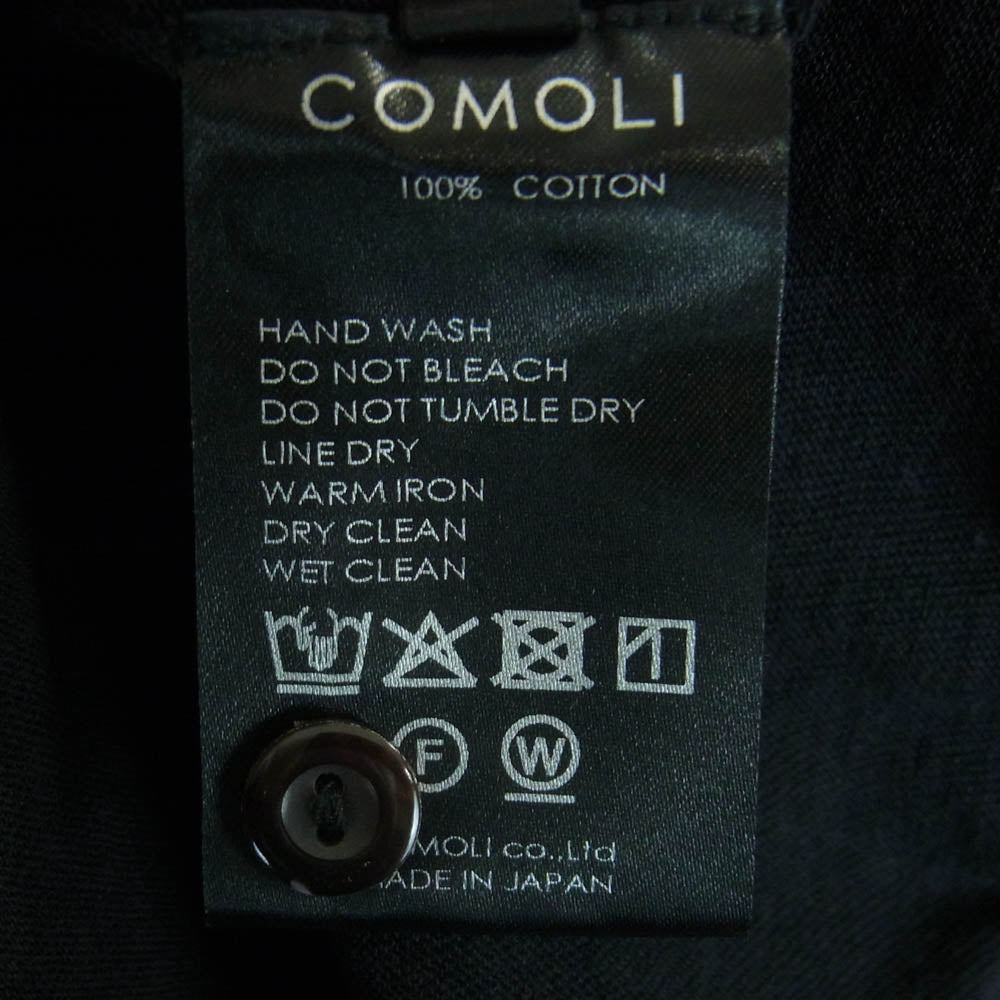 COMOLI
100% COTTON
HAND WASH
DO NOT BLEACH
DO NOT TUMBLE DRY
LINE DRY
WARM IRON
DRY CLEAN
WET CLEAN
F W
MOLI co.,Ltd
ADE IN JAPAN